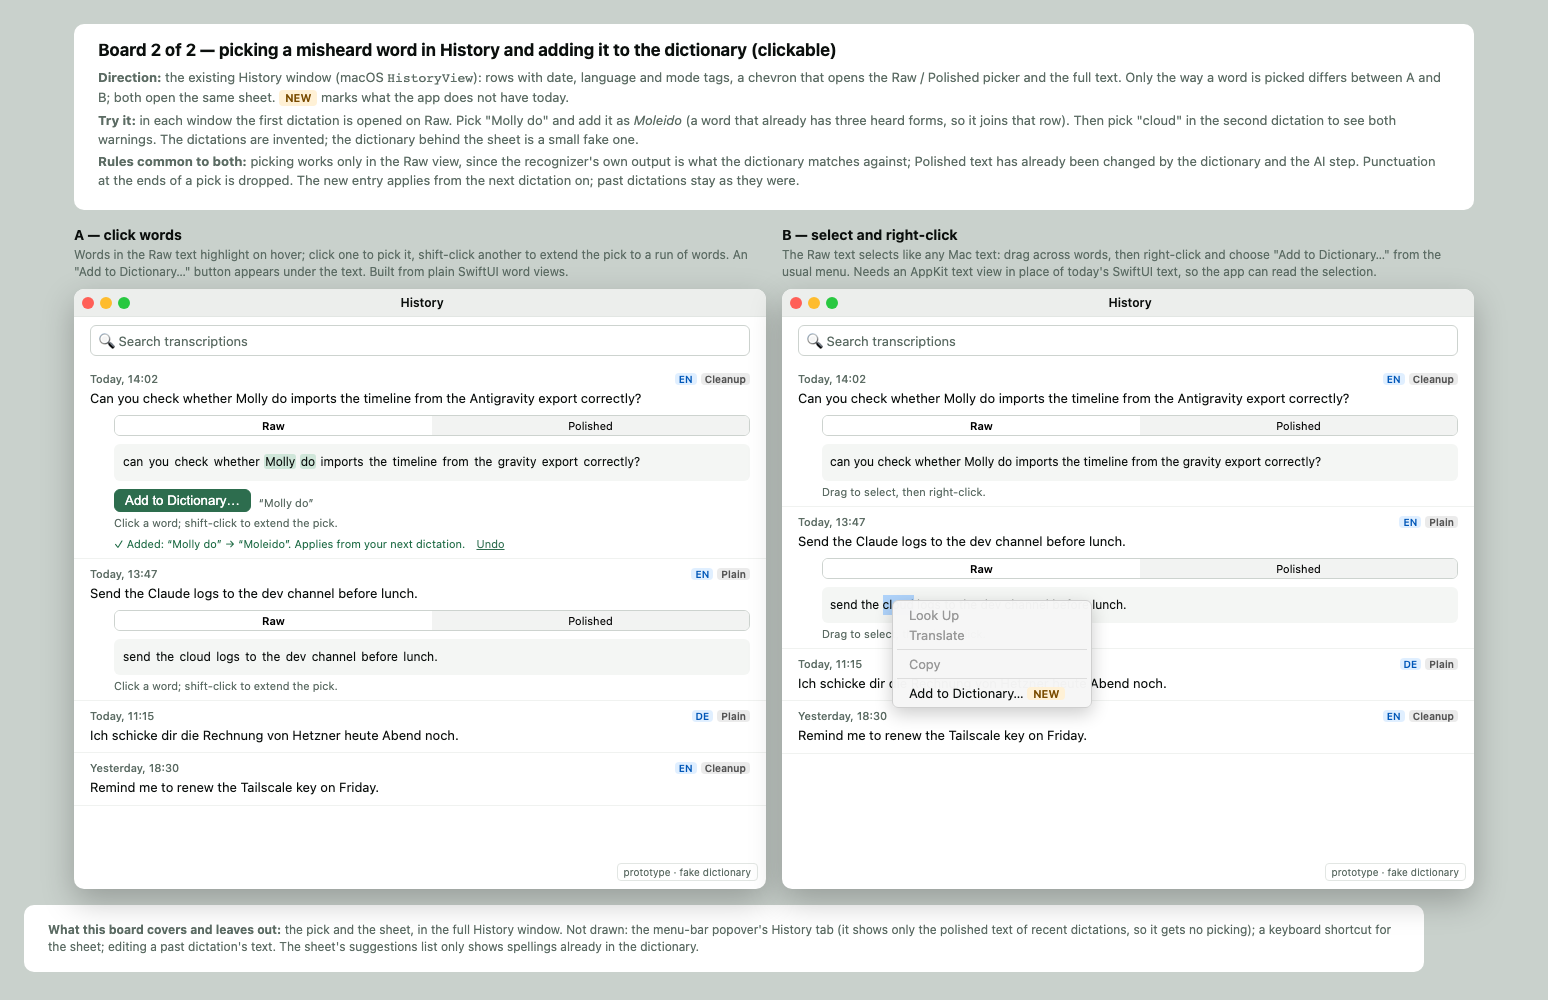 Board 2 of 2 — picking a misheard word in History and adding it to the dictionary (clickable)
Direction: the existing History window (macOS HistoryView): rows with date, language and mode tags, a chevron that opens the Raw / Polished picker and the full text. Only the way a word is picked differs between A and
B; both open the same sheet. NEW marks what the app does not have today.
Try it: in each window the first dictation is opened on Raw. Pick "Molly do" and add it as Moleido (a word that already has three heard forms, so it joins that row). Then pick "cloud" in the second dictation to see both
warnings. The dictations are invented; the dictionary behind the sheet is a small fake one.
Rules common to both: picking works only in the Raw view, since the recognizer's own output is what the dictionary matches against; Polished text has already been changed by the dictionary and the AI step. Punctuation
at the ends of a pick is dropped. The new entry applies from the next dictation on; past dictations stay as they were.
A — click words
Words in the Raw text highlight on hover; click one to pick it, shift-click another to extend the pick to a run of words. An
"Add to Dictionary…" button appears under the text. Built from plain SwiftUI word views.
History
Search transcriptions
Today, 14:02 EN Cleanup
Can you check whether Molly do imports the timeline from the Antigravity export correctly?
Raw Polished
can you check whether Molly do imports the timeline from the gravity export correctly?
Add to Dictionary… “Molly do”
Click a word; shift-click to extend the pick.
✓ Added: “Molly do” → “Moleido”. Applies from your next dictation. Undo
Today, 13:47 EN Plain
Send the Claude logs to the dev channel before lunch.
Raw Polished
send the cloud logs to the dev channel before lunch.
Click a word; shift-click to extend the pick.
Today, 11:15 DE Plain
Ich schicke dir die Rechnung von Hetzner heute Abend noch.
Yesterday, 18:30 EN Cleanup
Remind me to renew the Tailscale key on Friday.
prototype · fake dictionary
B — select and right-click
The Raw text selects like any Mac text: drag across words, then right-click and choose "Add to Dictionary…" from the
usual menu. Needs an AppKit text view in place of today's SwiftUI text, so the app can read the selection.
History
Search transcriptions
Today, 14:02 EN Cleanup
Can you check whether Molly do imports the timeline from the Antigravity export correctly?
Raw Polished
can you check whether Molly do imports the timeline from the gravity export correctly?
Drag to select, then right-click.
Today, 13:47 EN Plain
Send the Claude logs to the dev channel before lunch.
Raw Polished
send the lunch.
Drag to
Look Up
Translate
Copy
Add to Dictionary… NEW
Today, 11:15 DE Plain
Ich schicke dir Abend noch.
Yesterday, 18:30 EN Cleanup
Remind me to renew the Tailscale key on Friday.
prototype · fake dictionary
What this board covers and leaves out: the pick and the sheet, in the full History window. Not drawn: the menu-bar popover's History tab (it shows only the polished text of recent dictations, so it gets no picking); a keyboard shortcut for
the sheet; editing a past dictation's text. The sheet's suggestions list only shows spellings already in the dictionary.